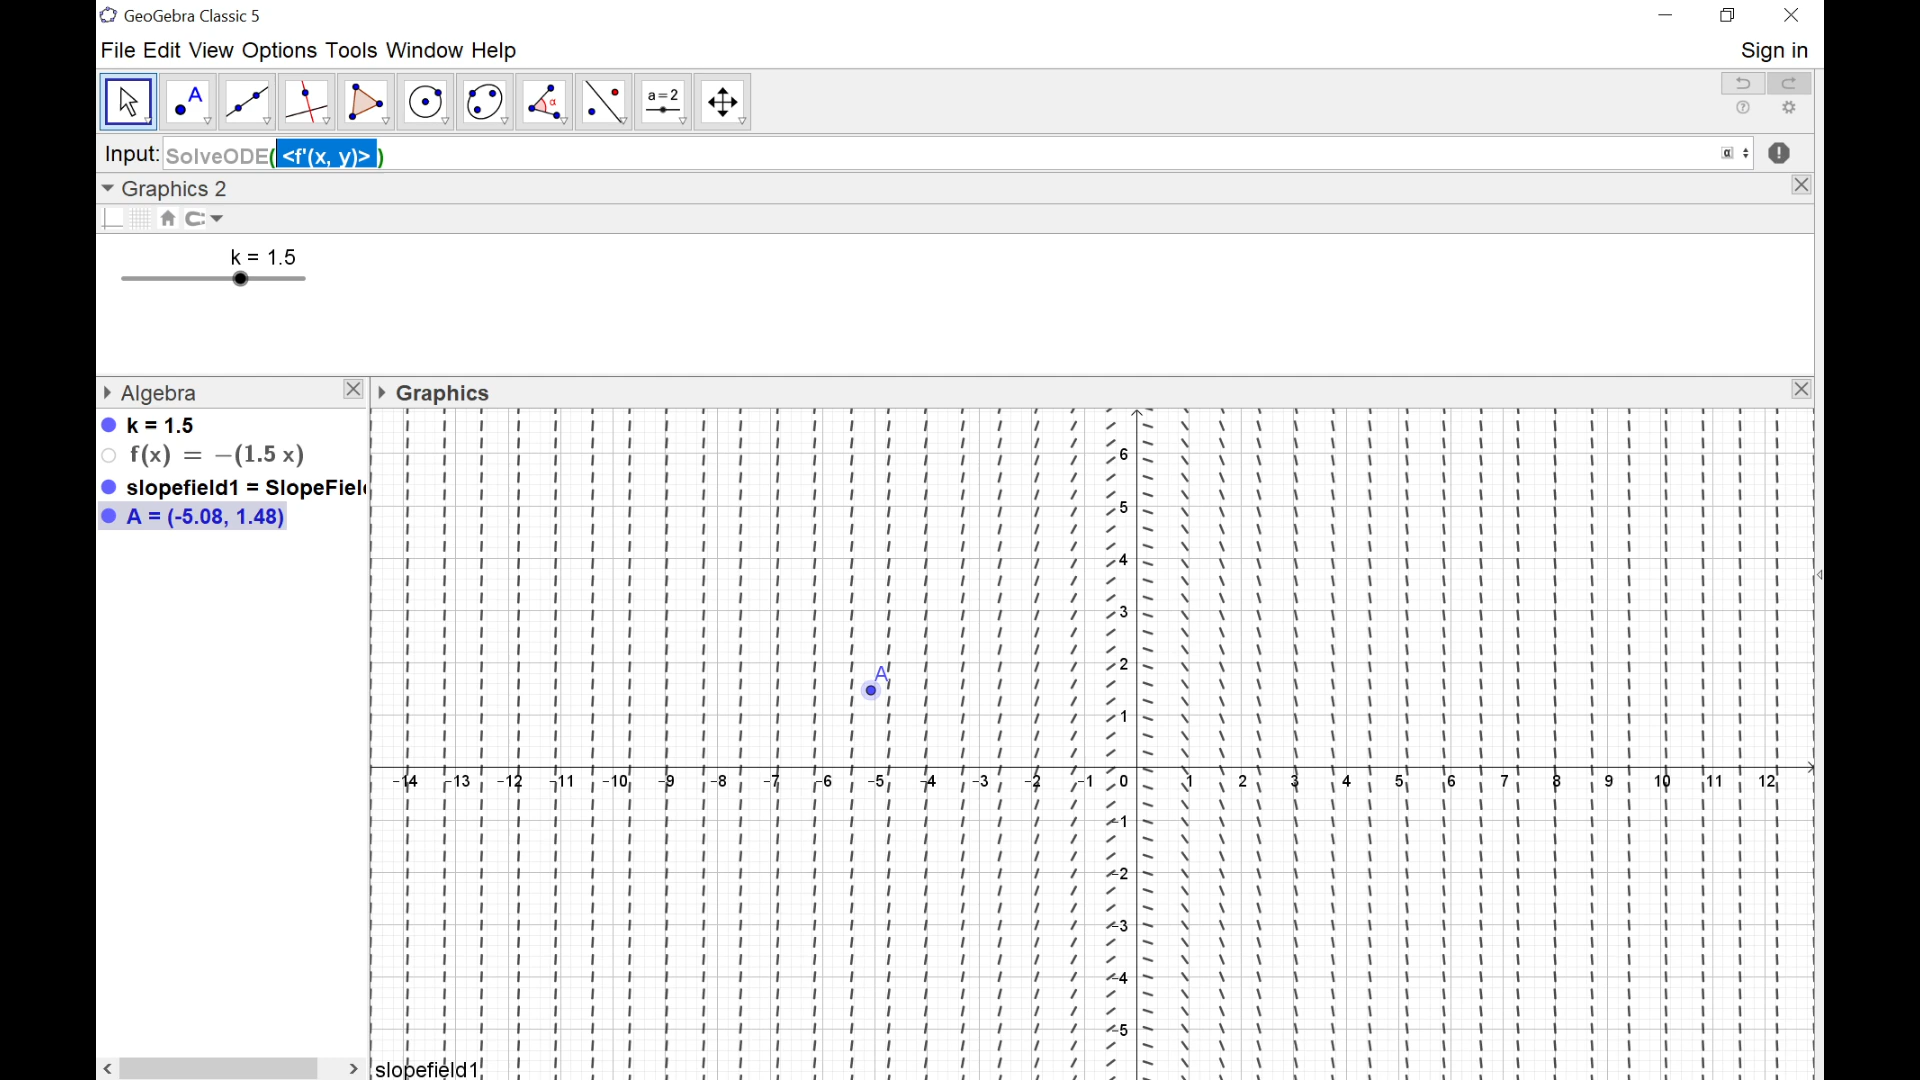 GeoGebra Classic 5
File Edit View Options Tools Window Help
Sign in
A
α
a=2
Input: SolveODE(<f'(x, y)>)
α
Graphics 2
k = 1.5
Algebra
Graphics
k = 1.5
f(x) = −(1.5 x)
slopefield1 = SlopeFiel
A = (-5.08, 1.48)
6
5
4
3
2
A
1
-14 -13 -12 -11 -10 -9 -8 -7 -6 -5 -4 -3 -2 -1 0 1 2 3 4 5 6 7 8 9 10 11 12
-1
-2
-3
-4
-5
slopefield1